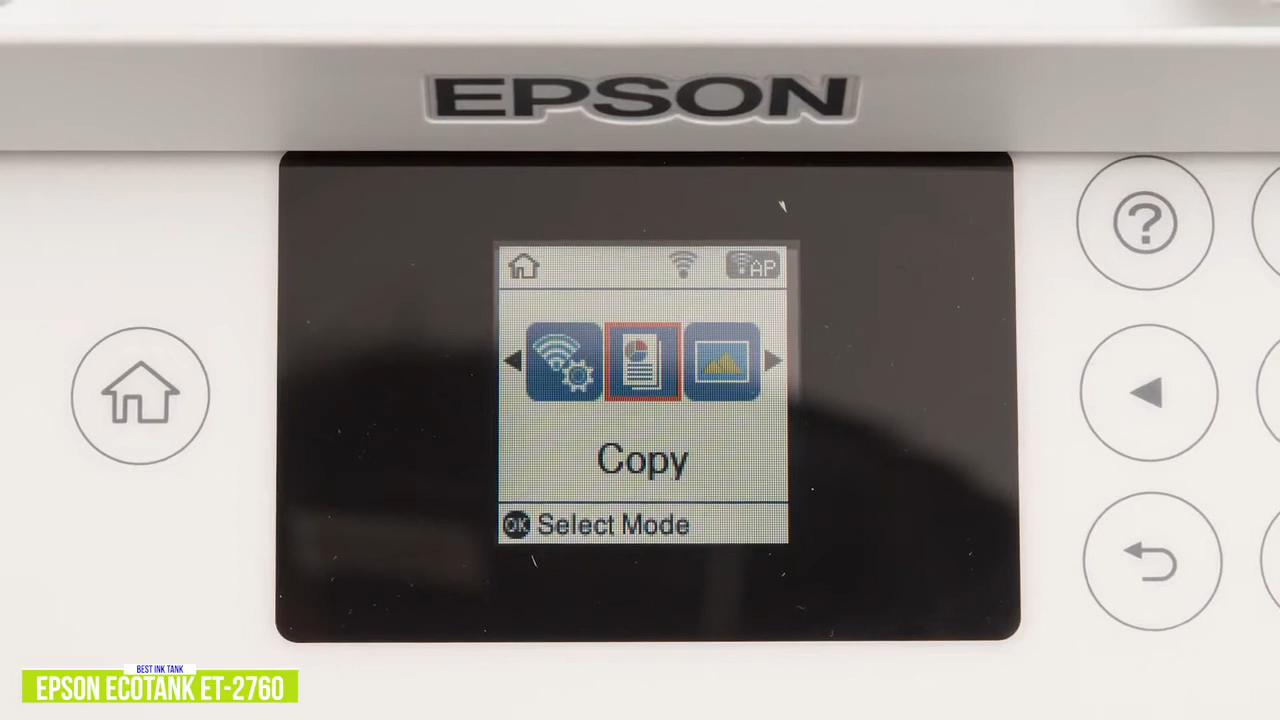 EPSON
AP
Copy
OK Select Mode
BEST INK TANK
EPSON ECOTANK ET-2760